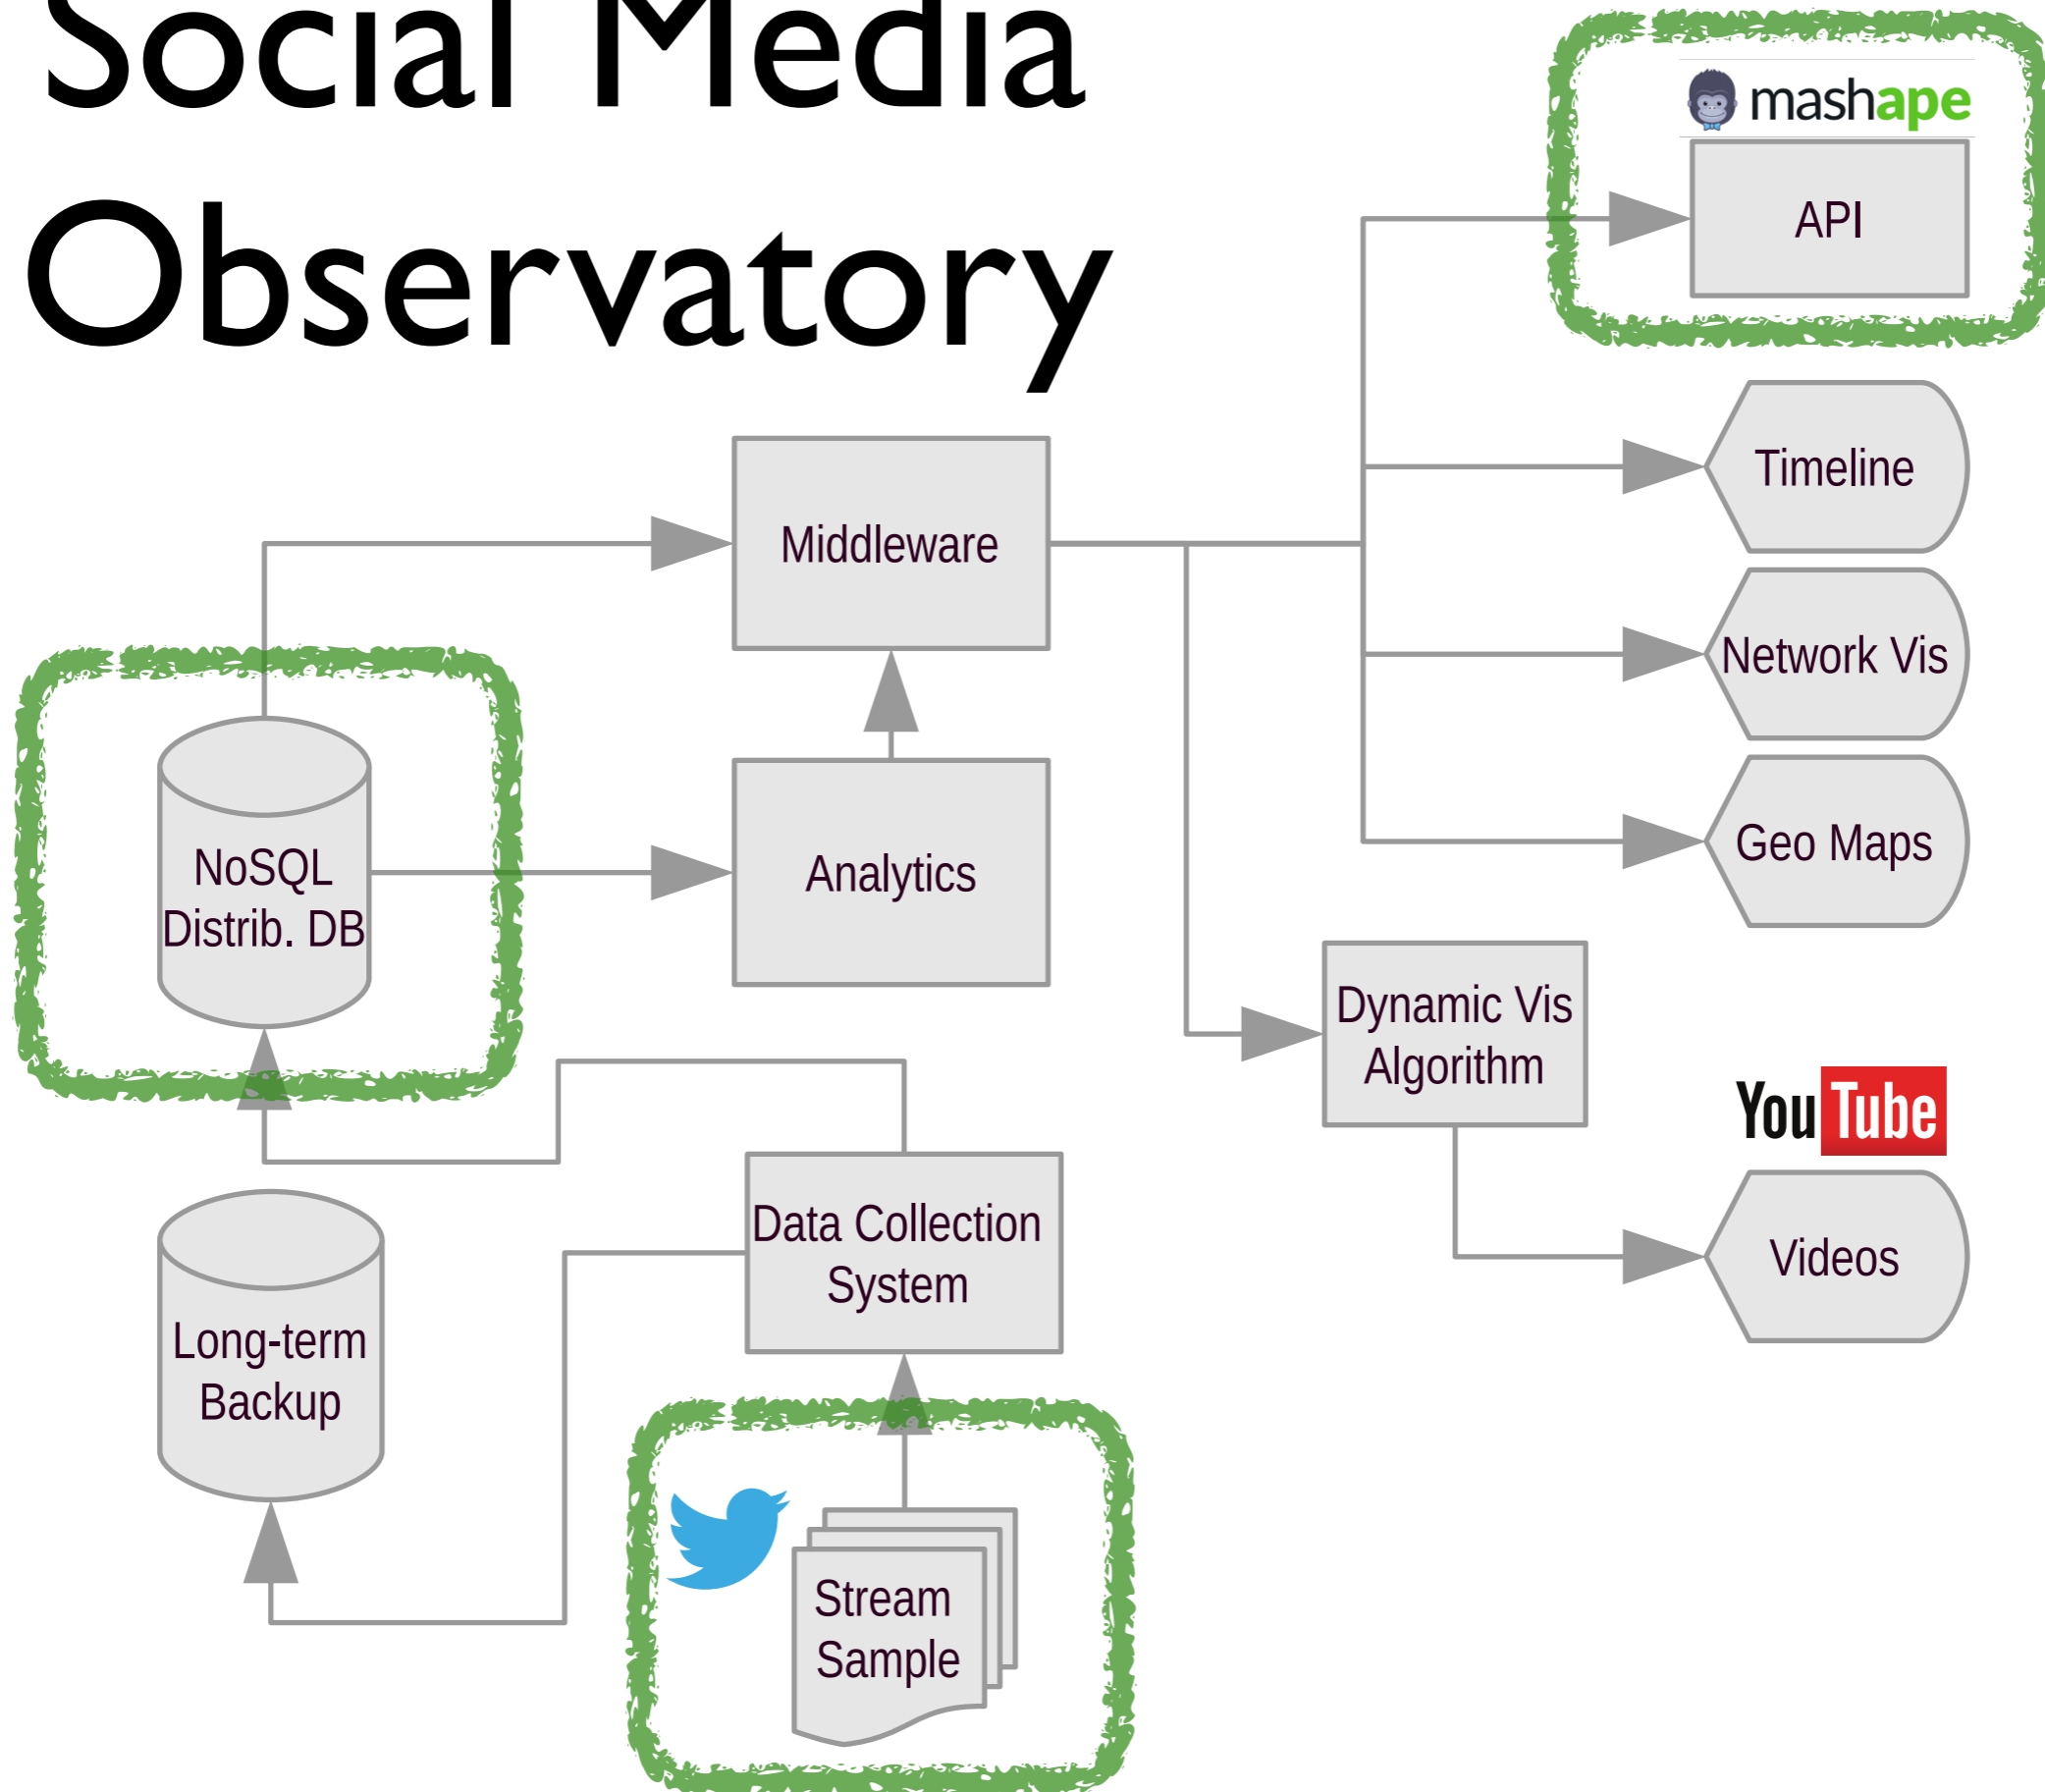 Social Media
Observatory
mashape
API
Timeline
Middleware
Network Vis
Geo Maps
NoSQL
Distrib. DB
Analytics
Dynamic Vis
Algorithm
YouTube
Data Collection
System
Videos
Long-term
Backup
Stream
Sample